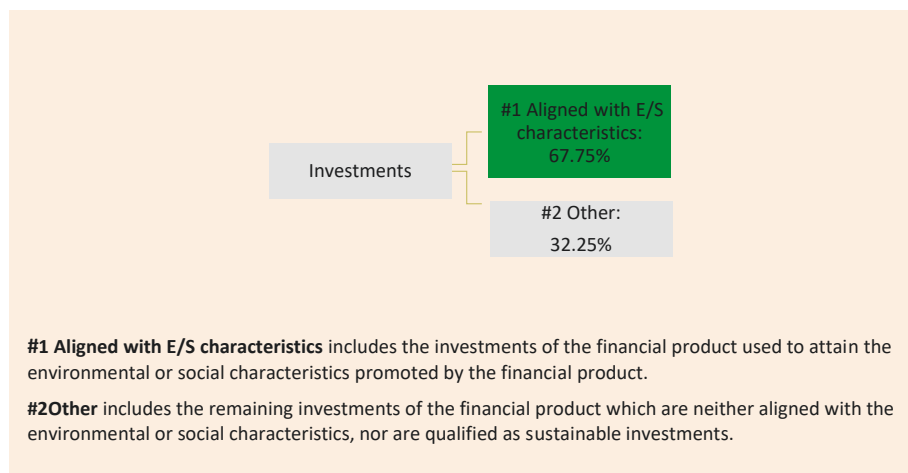 #1 Aligned with E/S
characteristics:
67.75%
Investments
#2 Other:
32.25%
#1 Aligned with E/S characteristics includes the investments of the financial product used to attain the
environmental or social characteristics promoted by the financial product.
#2Other includes the remaining investments of the financial product which are neither aligned with the
environmental or social characteristics, nor are qualified as sustainable investments.